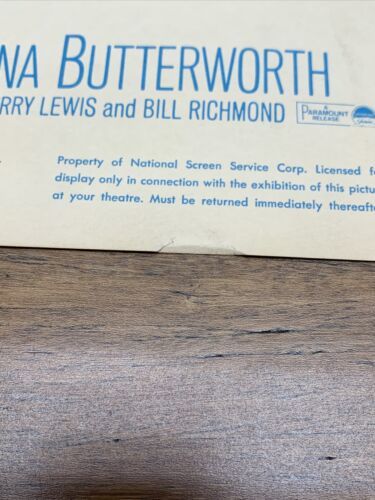 NA BUTTERWORTH
RRY LEWIS and BILL RICHMOND A PARAMOUNT RELEASE
Property of National Screen Service Corp. Licensed f
display only in connection with the exhibition of this pictu
at your theatre. Must be returned immediately thereafte